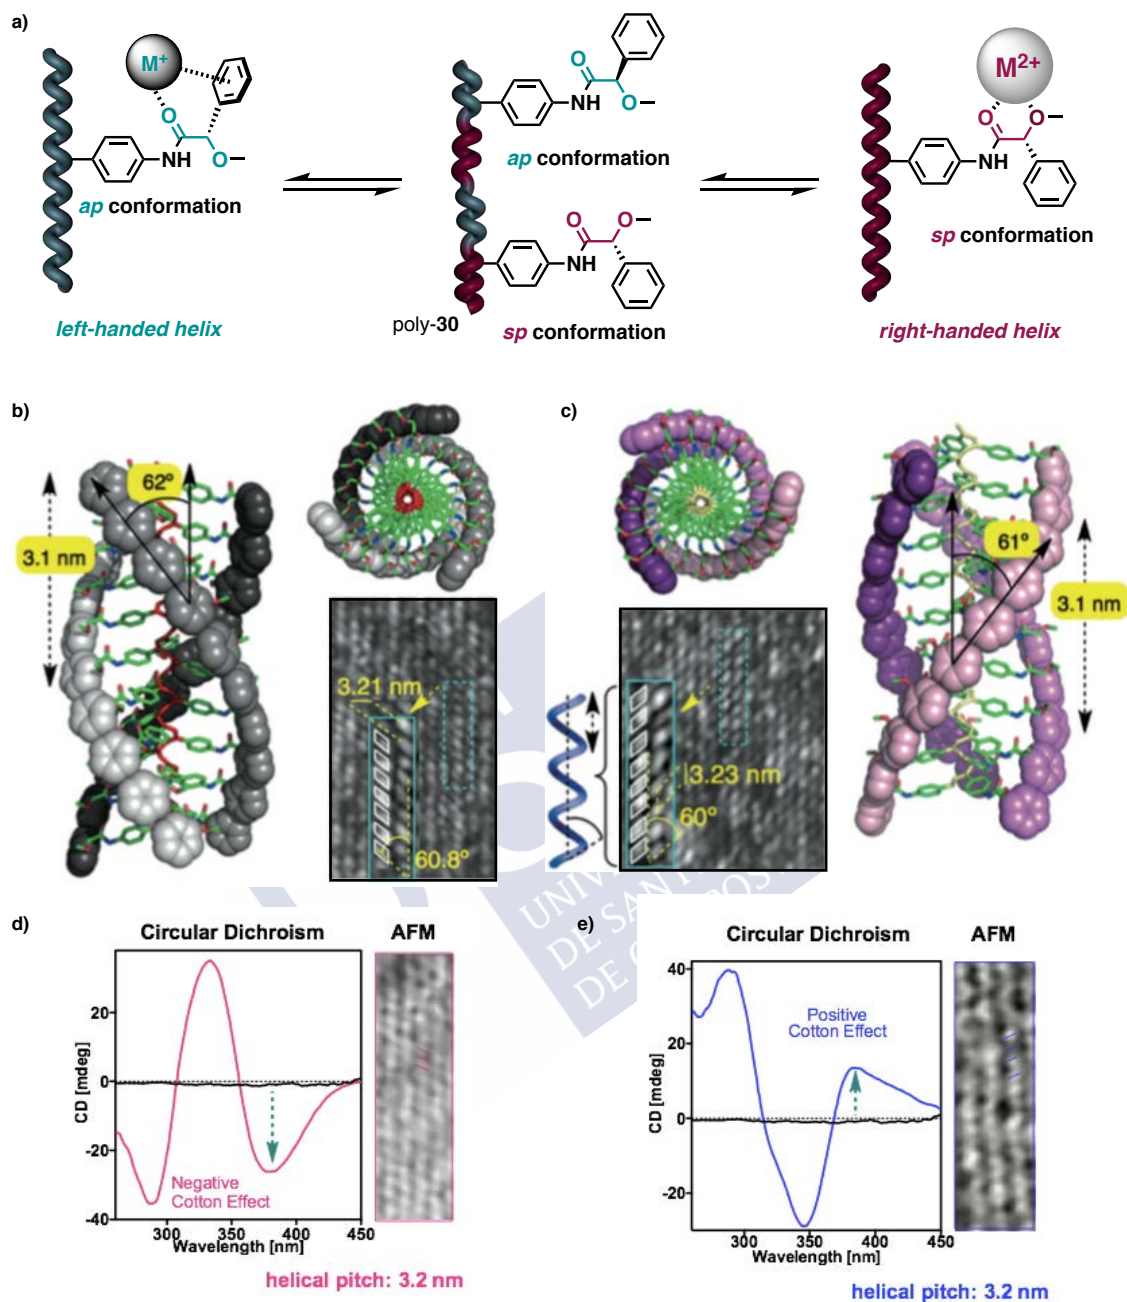 a)
M+
O
NH
O
ap conformation
left-handed helix
O
NH
O
ap conformation
O
O
NH
poly-30
sp conformation
M2+
O
O
NH
sp conformation
right-handed helix
b)
62º
3.1 nm
3.21 nm
60.8º
c)
61º
3.1 nm
3.23 nm
60º
d)
Circular Dichroism
AFM
CD [mdeg]
20
0
-20
-40
Negative
Cotton Effect
300
350
400
450
Wavelength [nm]
helical pitch: 3.2 nm
e)
Circular Dichroism
AFM
CD [mdeg]
40
20
0
-20
Positive
Cotton Effect
300
350
400
450
Wavelength [nm]
helical pitch: 3.2 nm